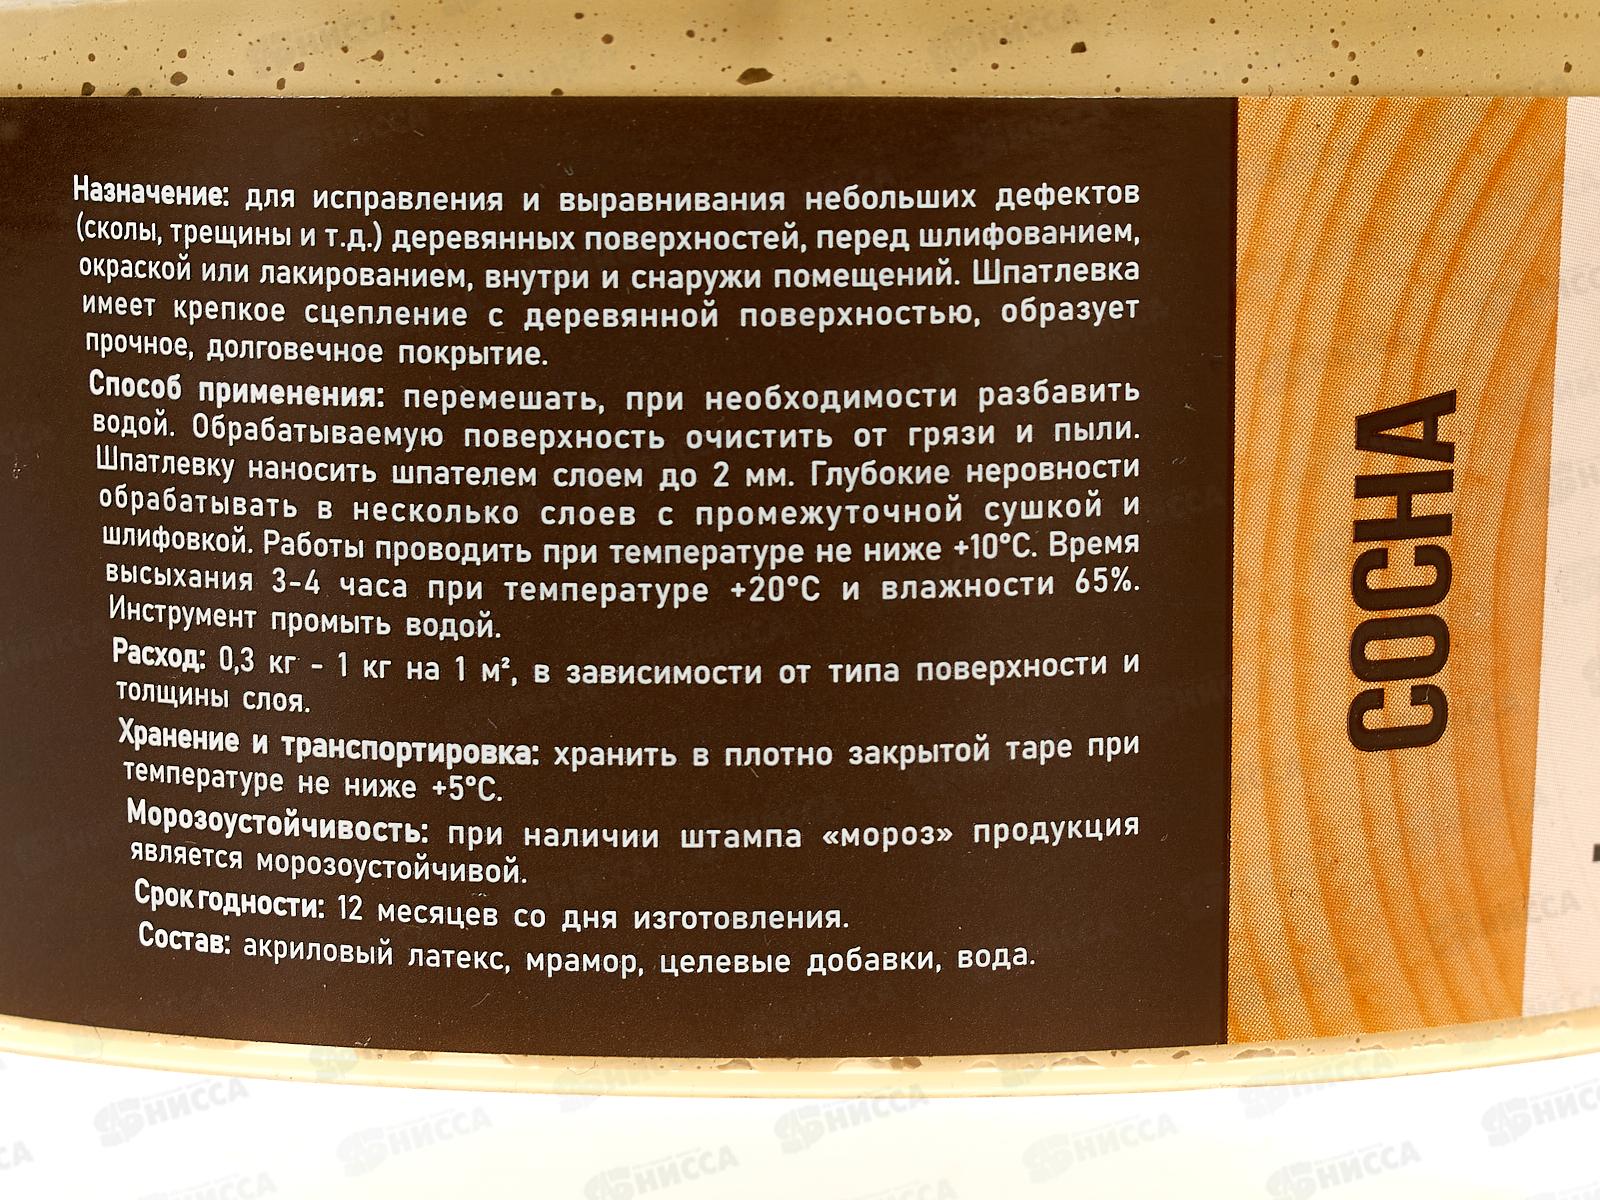 Назначение: для исправления и выравнивания небольших дефектов
(сколы, трещины и т.д.) деревянных поверхностей, перед шлифованием,
окраской или лакированием, внутри и снаружи помещений. Шпатлевка
имеет крепкое сцепление с деревянной поверхностью, образует
прочное, долговечное покрытие.
Способ применения: перемешать, при необходимости разбавить
водой. Обрабатываемую поверхность очистить от грязи и пыли.
Шпатлевку наносить шпателем слоем до 2 мм. Глубокие неровности
обрабатывать в несколько слоев с промежуточной сушкой и
шлифовкой. Работы проводить при температуре не ниже +10°C. Время
высыхания 3-4 часа при температуре +20°C и влажности 65%.
Инструмент промыть водой.
Расход: 0,3 кг - 1 кг на 1 м², в зависимости от типа поверхности и
толщины слоя.
Хранение и транспортировка: хранить в плотно закрытой таре при
температуре не ниже +5°C.
Морозоустойчивость: при наличии штампа «мороз» продукция
является морозоустойчивой.
Срок годности: 12 месяцев со дня изготовления.
Состав: акриловый латекс, мрамор, целевые добавки, вода.
СОСНА
НИССА
НИССА
НИССА
НИССА
НИССА
НИССА
НИССА